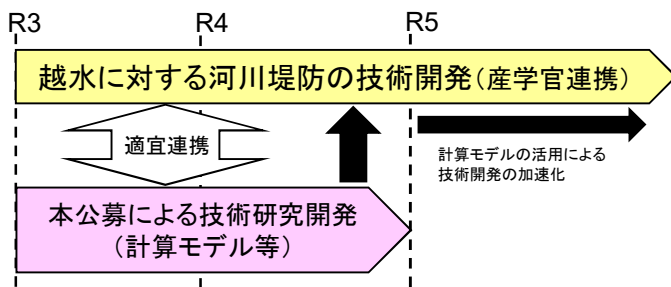 R3 R4 R5
越水に対する河川堤防の技術開発(産学官連携)
適宜連携
計算モデルの活用による
技術開発の加速化
本公募による技術研究開発
(計算モデル等)